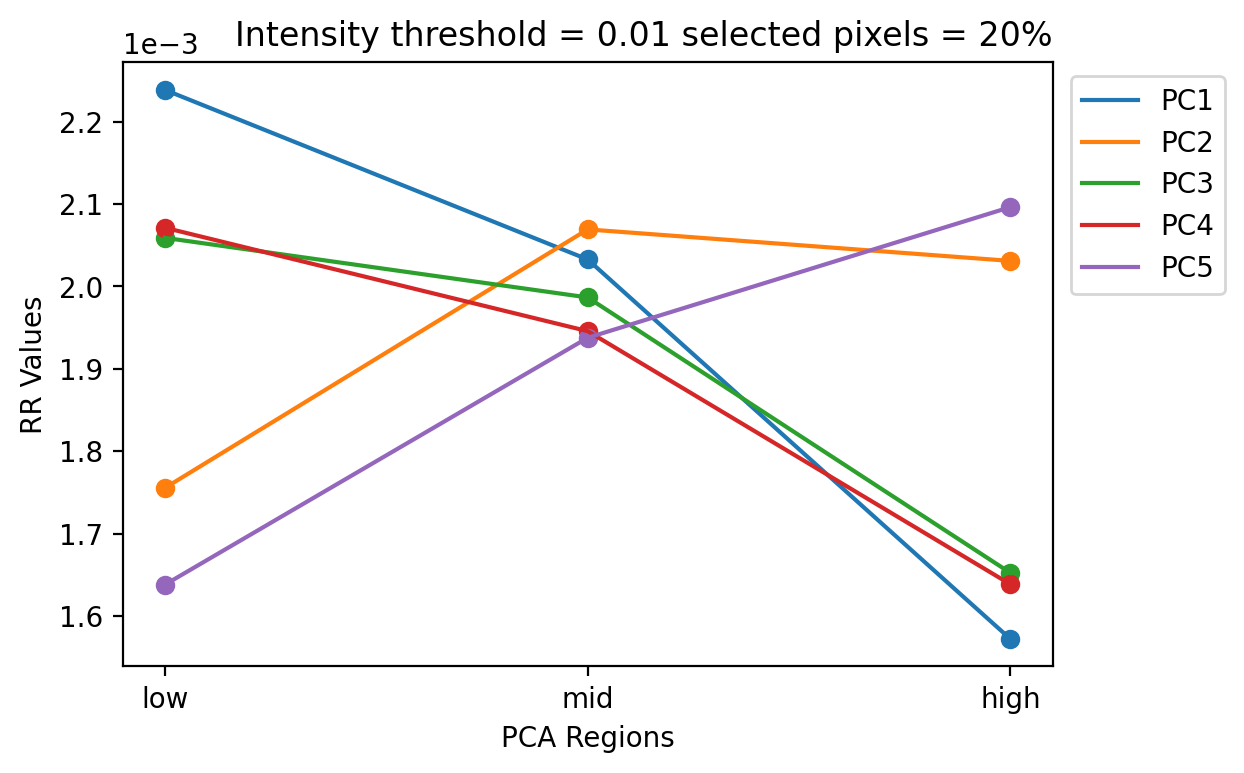 1e−3
Intensity threshold = 0.01 selected pixels = 20%
2.2
2.1
2.0
1.9
1.8
1.7
1.6
RR Values
low
mid
high
PCA Regions
PC1
PC2
PC3
PC4
PC5